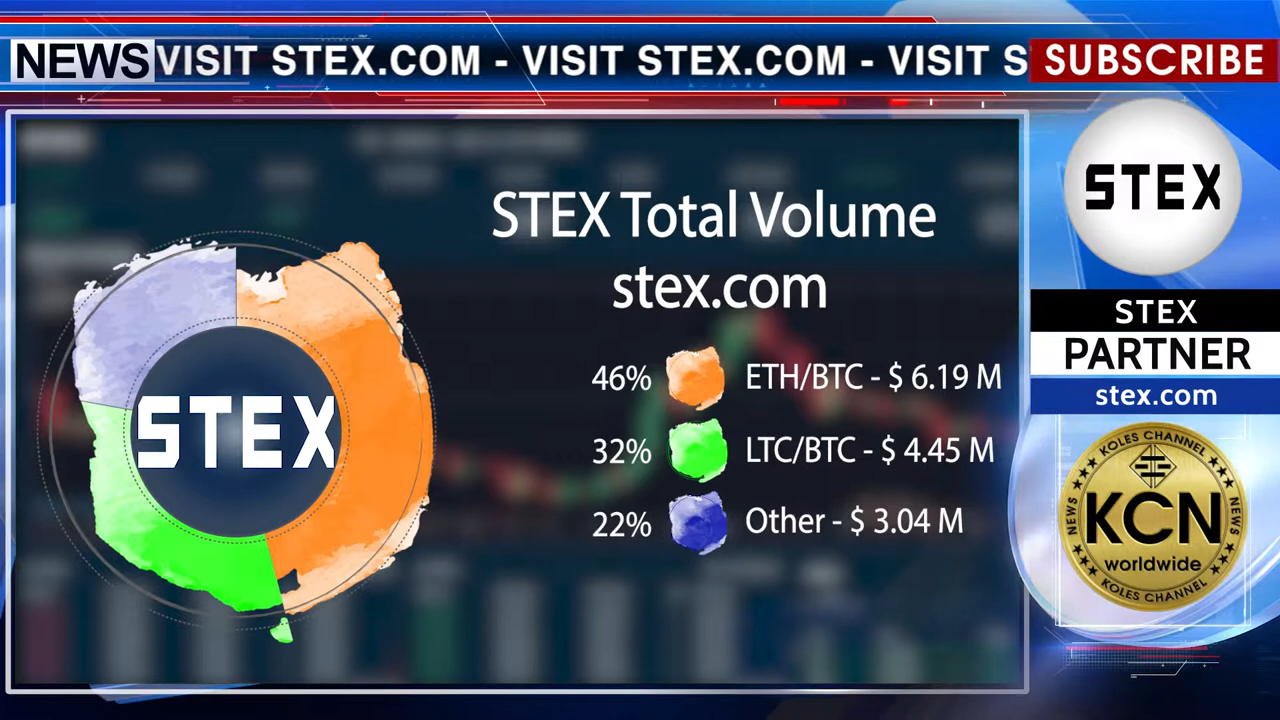 NEWS VISIT STEX.COM - VISIT STEX.COM - VISIT S SUBSCRIBE
STEX Total Volume
stex.com
46% ETH/BTC - $ 6.19 M
32% LTC/BTC - $ 4.45 M
22% Other - $ 3.04 M
STEX
STEX
STEX
PARTNER
stex.com
KOLES CHANNEL
NEWS
KCN
NEWS
worldwide
KOLES CHANNEL